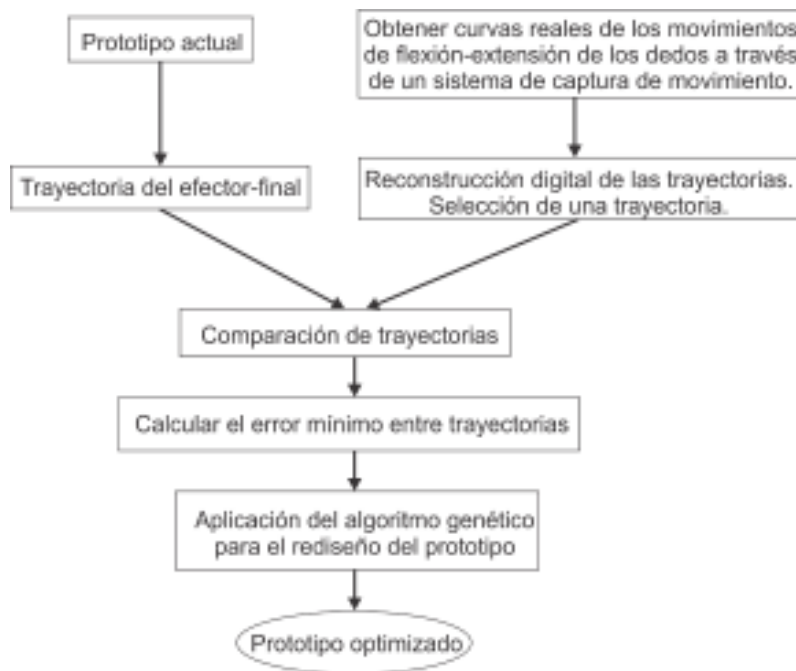 Prototipo actual
Obtener curvas reales de los movimientos
de flexión-extensión de los dedos a través
de un sistema de captura de movimiento.
Trayectoria del efector-final
Reconstrucción digital de las trayectorias.
Selección de una trayectoria.
Comparación de trayectorias
Calcular el error mínimo entre trayectorias
Aplicación del algoritmo genético
para el rediseño del prototipo
Prototipo optimizado